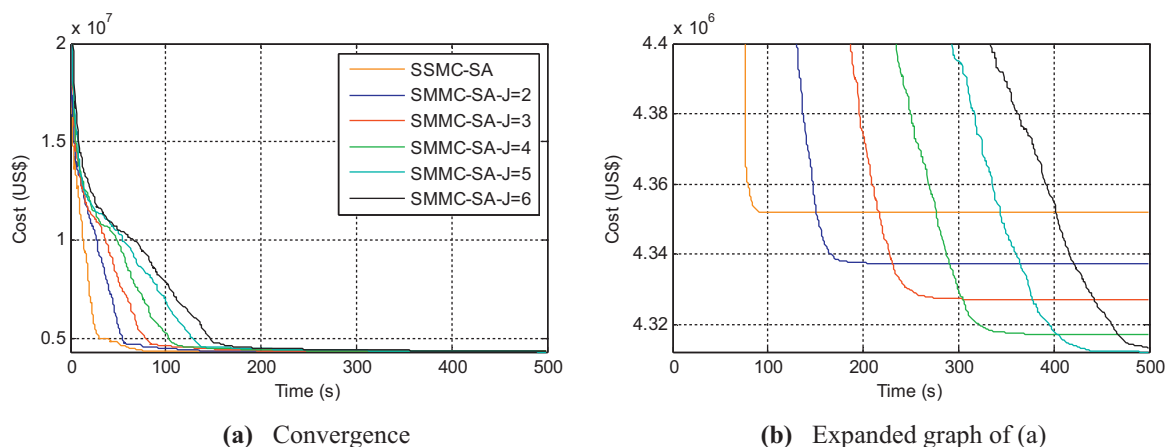 x 10^7
2
1.5
1
0.5
0 100 200 300 400 500
Cost (US$)
Time (s)
SSMC-SA
SMMC-SA-J=2
SMMC-SA-J=3
SMMC-SA-J=4
SMMC-SA-J=5
SMMC-SA-J=6
(a) Convergence
x 10^6
4.4
4.38
4.36
4.34
4.32
0 100 200 300 400 500
Cost (US$)
Time (s)
(b) Expanded graph of (a)